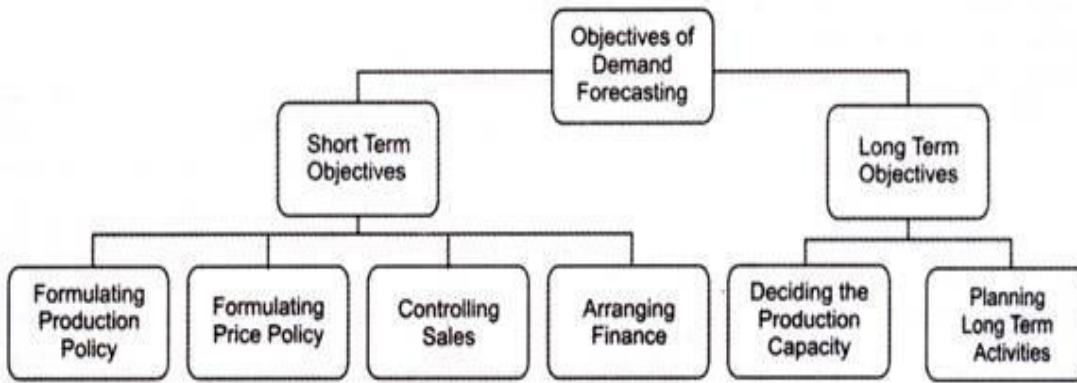 Objectives of
Demand
Forecasting
Short Term
Objectives
Long Term
Objectives
Formulating
Production
Policy
Formulating
Price Policy
Controlling
Sales
Arranging
Finance
Deciding the
Production
Capacity
Planning
Long Term
Activities